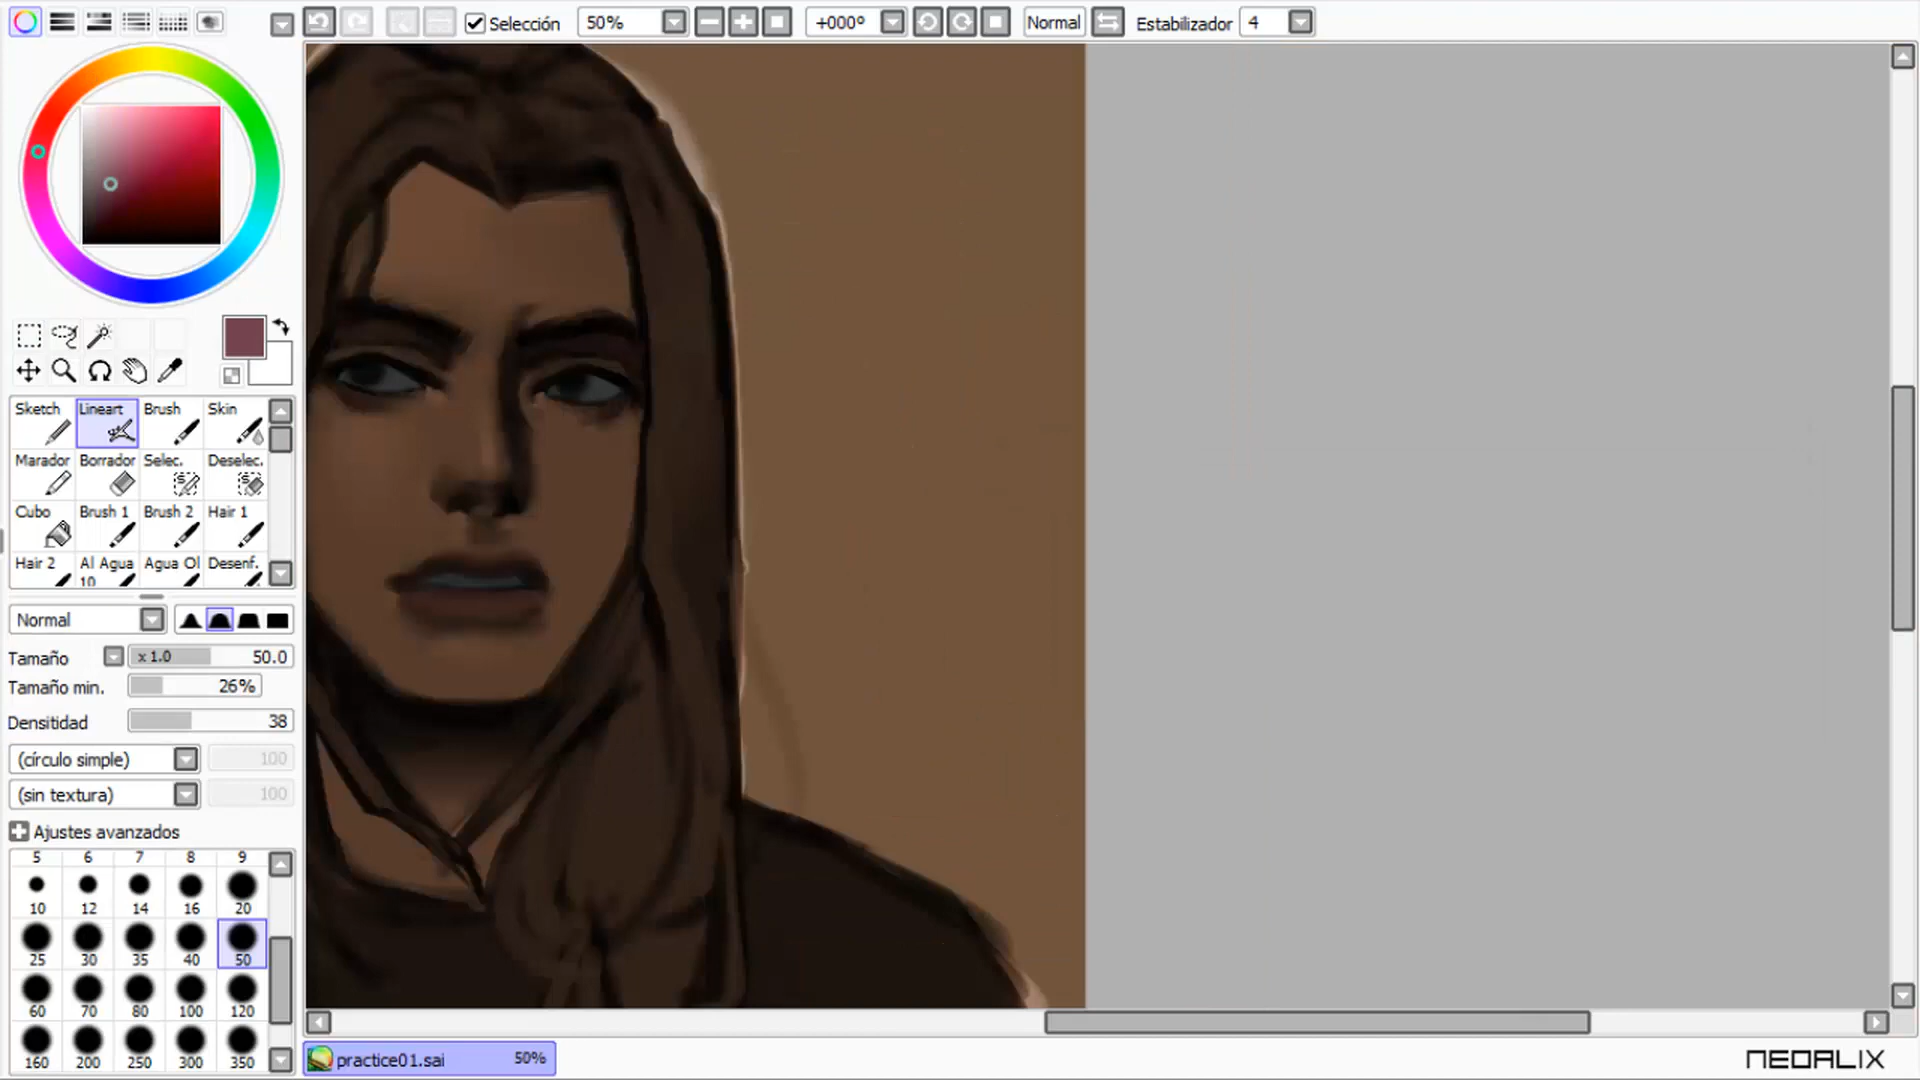 Selección 50% +000º Normal Estabilizador 4
Sketch Lineart Brush Skin
Marador Borrador Selec. Deselec.
Cubo Brush 1 Brush 2 Hair 1
Hair 2 Al Agua 10 Agua Ol Desenf.
Normal
Tamaño x 1.0 50.0
Tamaño min. 26%
Densitidad 38
(círculo simple) 100
(sin textura) 100
Ajustes avanzados
5 6 7 8 9
10 12 14 16 20
25 30 35 40 50
60 70 80 100 120
160 200 250 300 350
practice01.sai 50%
NEOALIX